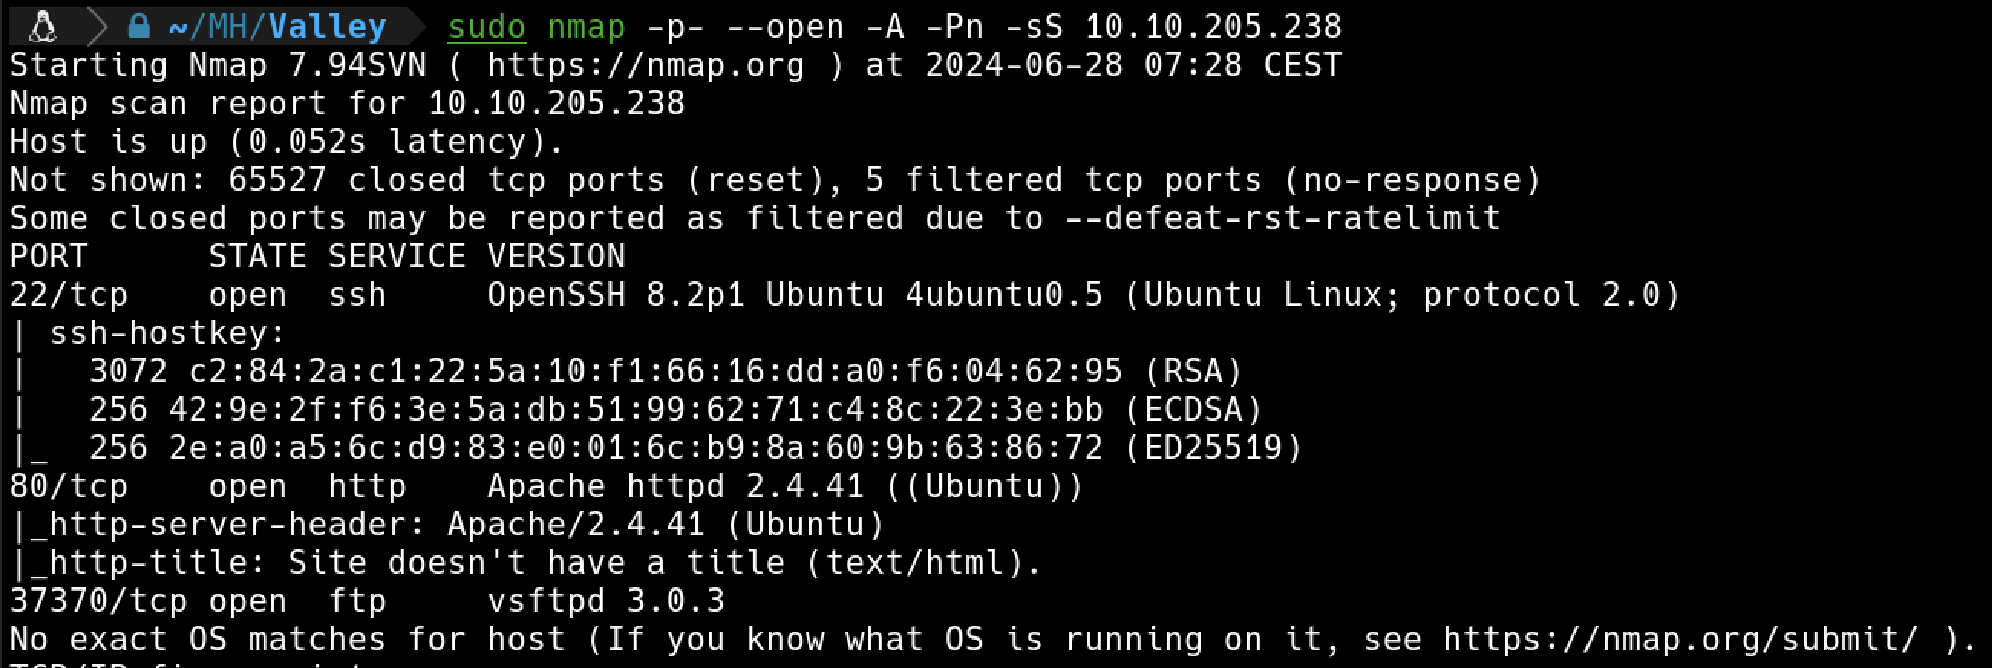 ~/MH/Valley sudo nmap -p- --open -A -Pn -sS 10.10.205.238
Starting Nmap 7.94SVN ( https://nmap.org ) at 2024-06-28 07:28 CEST
Nmap scan report for 10.10.205.238
Host is up (0.052s latency).
Not shown: 65527 closed tcp ports (reset), 5 filtered tcp ports (no-response)
Some closed ports may be reported as filtered due to --defeat-rst-ratelimit
PORT      STATE SERVICE VERSION
22/tcp    open  ssh     OpenSSH 8.2p1 Ubuntu 4ubuntu0.5 (Ubuntu Linux; protocol 2.0)
| ssh-hostkey:
|   3072 c2:84:2a:c1:22:5a:10:f1:66:16:dd:a0:f6:04:62:95 (RSA)
|   256 42:9e:2f:f6:3e:5a:db:51:99:62:71:c4:8c:22:3e:bb (ECDSA)
|_  256 2e:a0:a5:6c:d9:83:e0:01:6c:b9:8a:60:9b:63:86:72 (ED25519)
80/tcp    open  http    Apache httpd 2.4.41 ((Ubuntu))
|_http-server-header: Apache/2.4.41 (Ubuntu)
|_http-title: Site doesn't have a title (text/html).
37370/tcp open  ftp     vsftpd 3.0.3
No exact OS matches for host (If you know what OS is running on it, see https://nmap.org/submit/ ).